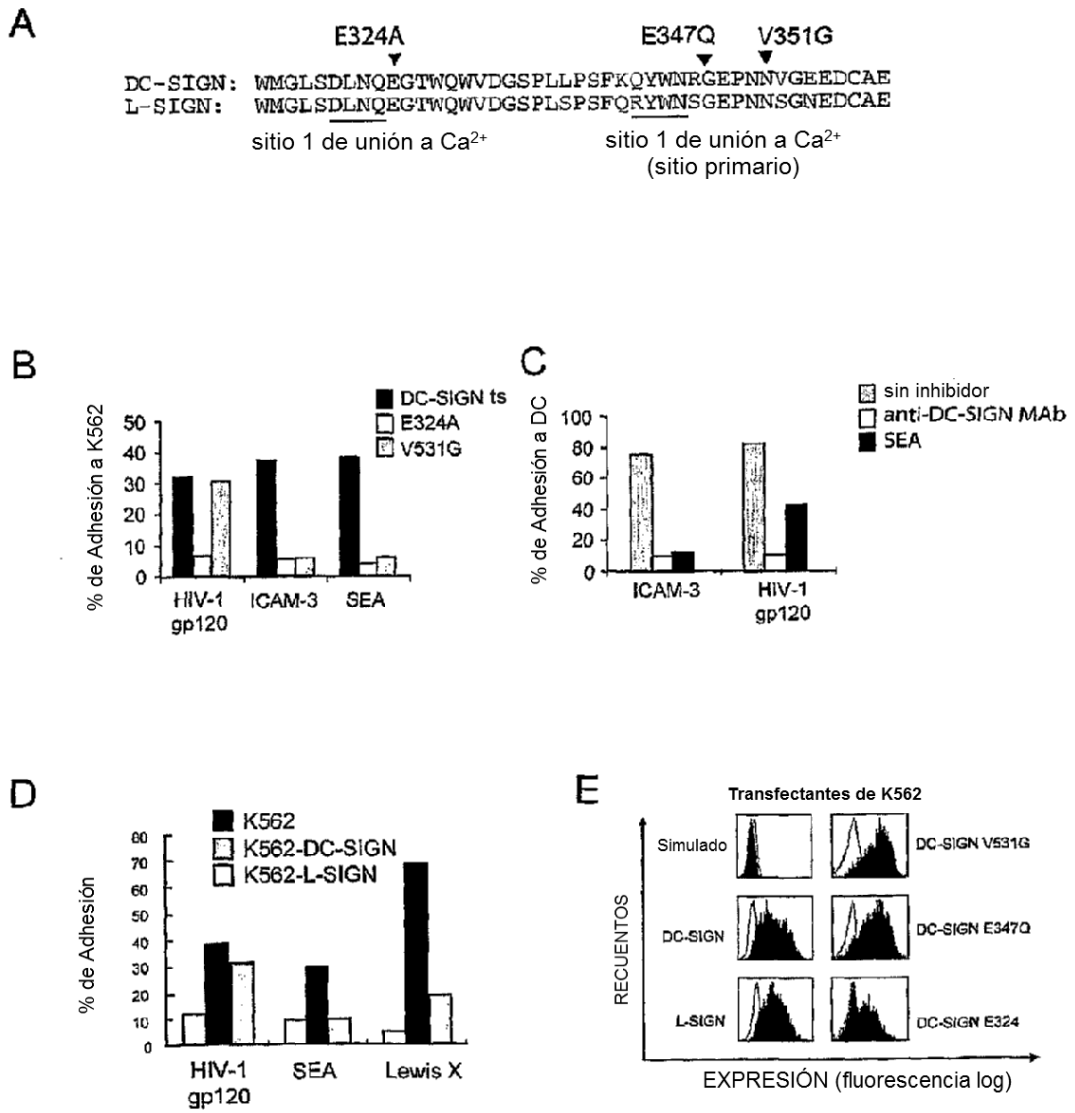 A
E324A E347Q V351G
DC-SIGN: WMGLSDLNQEGTWQWVDGSPLLPSFKQYWNRGEPNNVGEEDCAE
L-SIGN: WMGLSDLNQEGTWQWVDGSPLSPSFQRYWNSGEPNNSGNEDCAE
sitio 1 de unión a Ca2+ sitio 1 de unión a Ca2+
(sitio primario)
B
DC-SIGN ts
E324A
V531G
% de Adhesión a K562
50
40
30
20
10
0
HIV-1 gp120
ICAM-3
SEA
C
sin inhibidor
anti-DC-SIGN MAb
SEA
% de Adhesión a DC
100
80
60
40
20
0
ICAM-3
HIV-1 gp120
D
K562
K562-DC-SIGN
K562-L-SIGN
% de Adhesión
80
70
60
50
40
30
20
10
0
HIV-1 gp120
SEA
Lewis X
E
Transfectantes de K562
Simulado
DC-SIGN V531G
DC-SIGN
DC-SIGN E347Q
L-SIGN
DC-SIGN E324
RECUENTOS
EXPRESIÓN (fluorescencia log)